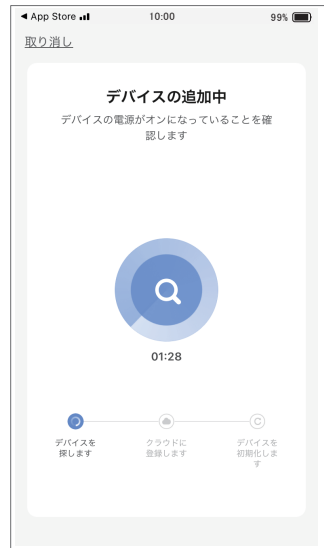 ◀ App Store 10:00 99%
取り消し
デバイスの追加中
デバイスの電源がオンになっていることを確
認します
01:28
デバイスを
探します
クラウドに
登録します
デバイスを
初期化しま
す